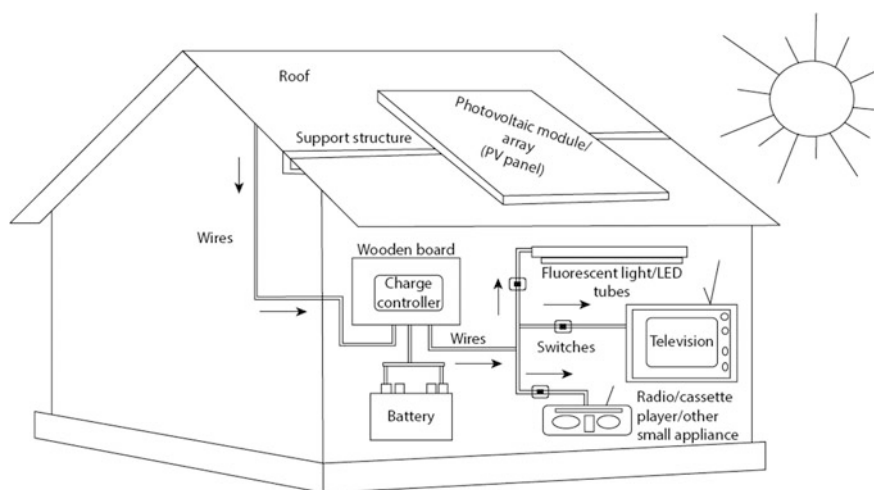 Roof
Photovoltaic module/
array
(PV panel)
Support structure
Wires
Wooden board
Charge
controller
Fluorescent light/LED
tubes
Wires
Switches
Television
Battery
Radio/cassette
player/other
small appliance